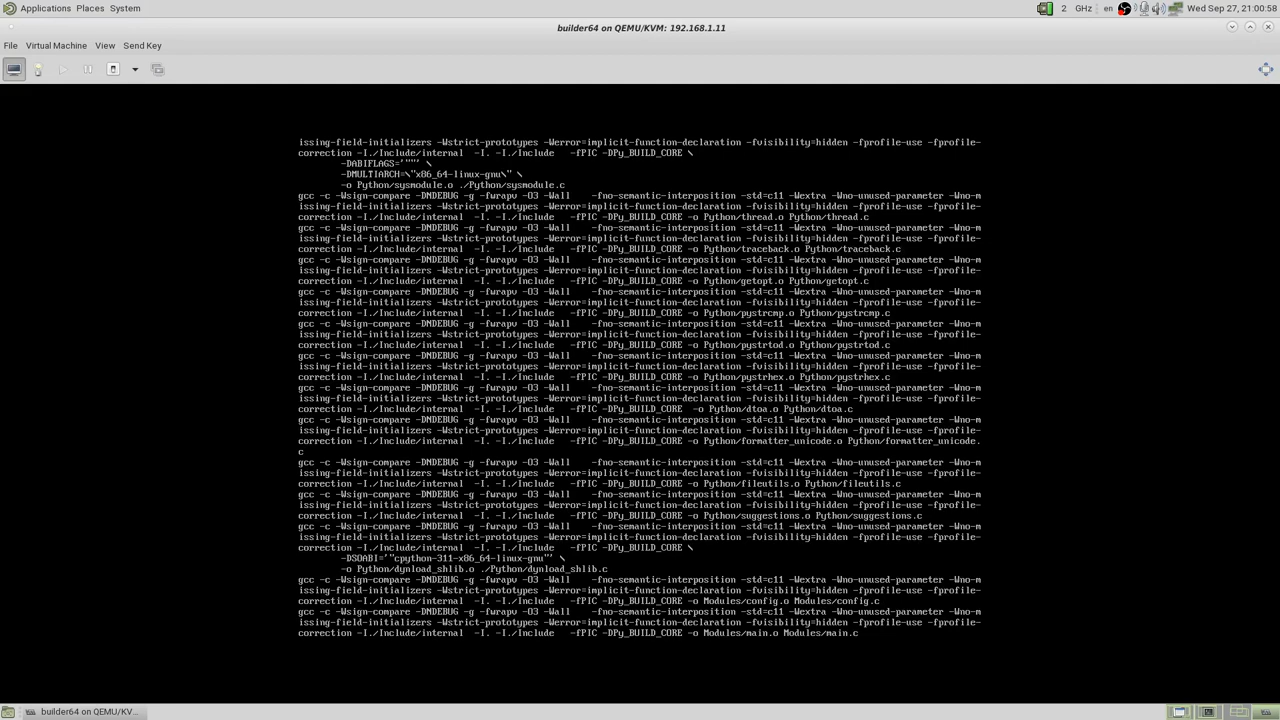 Applications Places System 2 GHz en Wed Sep 27, 21:00:58
builder64 on QEMU/KVM: 192.168.1.11
File Virtual Machine View Send Key
issing-field-initializers -Wstrict-prototypes -Werror=implicit-function-declaration -fvisibility=hidden -fprofile-use -fprofile-
correction -I./Include/internal  -I. -I./Include   -fPIC -DPy_BUILD_CORE \
        -DABIFLAGS='""' \
        -DMULTIARCH=\"x86_64-linux-gnu\" \
        -o Python/sysmodule.o ./Python/sysmodule.c
gcc -c -Wsign-compare -DNDEBUG -g -fwrapv -O3 -Wall    -fno-semantic-interposition -std=c11 -Wextra -Wno-unused-parameter -Wno-m
issing-field-initializers -Wstrict-prototypes -Werror=implicit-function-declaration -fvisibility=hidden -fprofile-use -fprofile-
correction -I./Include/internal  -I. -I./Include   -fPIC -DPy_BUILD_CORE -o Python/thread.o Python/thread.c
gcc -c -Wsign-compare -DNDEBUG -g -fwrapv -O3 -Wall    -fno-semantic-interposition -std=c11 -Wextra -Wno-unused-parameter -Wno-m
issing-field-initializers -Wstrict-prototypes -Werror=implicit-function-declaration -fvisibility=hidden -fprofile-use -fprofile-
correction -I./Include/internal  -I. -I./Include   -fPIC -DPy_BUILD_CORE -o Python/traceback.o Python/traceback.c
gcc -c -Wsign-compare -DNDEBUG -g -fwrapv -O3 -Wall    -fno-semantic-interposition -std=c11 -Wextra -Wno-unused-parameter -Wno-m
issing-field-initializers -Wstrict-prototypes -Werror=implicit-function-declaration -fvisibility=hidden -fprofile-use -fprofile-
correction -I./Include/internal  -I. -I./Include   -fPIC -DPy_BUILD_CORE -o Python/getopt.o Python/getopt.c
gcc -c -Wsign-compare -DNDEBUG -g -fwrapv -O3 -Wall    -fno-semantic-interposition -std=c11 -Wextra -Wno-unused-parameter -Wno-m
issing-field-initializers -Wstrict-prototypes -Werror=implicit-function-declaration -fvisibility=hidden -fprofile-use -fprofile-
correction -I./Include/internal  -I. -I./Include   -fPIC -DPy_BUILD_CORE -o Python/pystrcmp.o Python/pystrcmp.c
gcc -c -Wsign-compare -DNDEBUG -g -fwrapv -O3 -Wall    -fno-semantic-interposition -std=c11 -Wextra -Wno-unused-parameter -Wno-m
issing-field-initializers -Wstrict-prototypes -Werror=implicit-function-declaration -fvisibility=hidden -fprofile-use -fprofile-
correction -I./Include/internal  -I. -I./Include   -fPIC -DPy_BUILD_CORE -o Python/pystrtod.o Python/pystrtod.c
gcc -c -Wsign-compare -DNDEBUG -g -fwrapv -O3 -Wall    -fno-semantic-interposition -std=c11 -Wextra -Wno-unused-parameter -Wno-m
issing-field-initializers -Wstrict-prototypes -Werror=implicit-function-declaration -fvisibility=hidden -fprofile-use -fprofile-
correction -I./Include/internal  -I. -I./Include   -fPIC -DPy_BUILD_CORE -o Python/pystrhex.o Python/pystrhex.c
gcc -c -Wsign-compare -DNDEBUG -g -fwrapv -O3 -Wall    -fno-semantic-interposition -std=c11 -Wextra -Wno-unused-parameter -Wno-m
issing-field-initializers -Wstrict-prototypes -Werror=implicit-function-declaration -fvisibility=hidden -fprofile-use -fprofile-
correction -I./Include/internal  -I. -I./Include   -fPIC -DPy_BUILD_CORE  -o Python/dtoa.o Python/dtoa.c
gcc -c -Wsign-compare -DNDEBUG -g -fwrapv -O3 -Wall    -fno-semantic-interposition -std=c11 -Wextra -Wno-unused-parameter -Wno-m
issing-field-initializers -Wstrict-prototypes -Werror=implicit-function-declaration -fvisibility=hidden -fprofile-use -fprofile-
correction -I./Include/internal  -I. -I./Include   -fPIC -DPy_BUILD_CORE -o Python/formatter_unicode.o Python/formatter_unicode.
c
gcc -c -Wsign-compare -DNDEBUG -g -fwrapv -O3 -Wall    -fno-semantic-interposition -std=c11 -Wextra -Wno-unused-parameter -Wno-m
issing-field-initializers -Wstrict-prototypes -Werror=implicit-function-declaration -fvisibility=hidden -fprofile-use -fprofile-
correction -I./Include/internal  -I. -I./Include   -fPIC -DPy_BUILD_CORE -o Python/fileutils.o Python/fileutils.c
gcc -c -Wsign-compare -DNDEBUG -g -fwrapv -O3 -Wall    -fno-semantic-interposition -std=c11 -Wextra -Wno-unused-parameter -Wno-m
issing-field-initializers -Wstrict-prototypes -Werror=implicit-function-declaration -fvisibility=hidden -fprofile-use -fprofile-
correction -I./Include/internal  -I. -I./Include   -fPIC -DPy_BUILD_CORE -o Python/suggestions.o Python/suggestions.c
gcc -c -Wsign-compare -DNDEBUG -g -fwrapv -O3 -Wall    -fno-semantic-interposition -std=c11 -Wextra -Wno-unused-parameter -Wno-m
issing-field-initializers -Wstrict-prototypes -Werror=implicit-function-declaration -fvisibility=hidden -fprofile-use -fprofile-
correction -I./Include/internal  -I. -I./Include   -fPIC -DPy_BUILD_CORE \
        -DSOABI='"cpython-311-x86_64-linux-gnu"' \
        -o Python/dynload_shlib.o ./Python/dynload_shlib.c
gcc -c -Wsign-compare -DNDEBUG -g -fwrapv -O3 -Wall    -fno-semantic-interposition -std=c11 -Wextra -Wno-unused-parameter -Wno-m
issing-field-initializers -Wstrict-prototypes -Werror=implicit-function-declaration -fvisibility=hidden -fprofile-use -fprofile-
correction -I./Include/internal  -I. -I./Include   -fPIC -DPy_BUILD_CORE -o Modules/config.o Modules/config.c
gcc -c -Wsign-compare -DNDEBUG -g -fwrapv -O3 -Wall    -fno-semantic-interposition -std=c11 -Wextra -Wno-unused-parameter -Wno-m
issing-field-initializers -Wstrict-prototypes -Werror=implicit-function-declaration -fvisibility=hidden -fprofile-use -fprofile-
correction -I./Include/internal  -I. -I./Include   -fPIC -DPy_BUILD_CORE -o Modules/main.o Modules/main.c
builder64 on QEMU/KV...